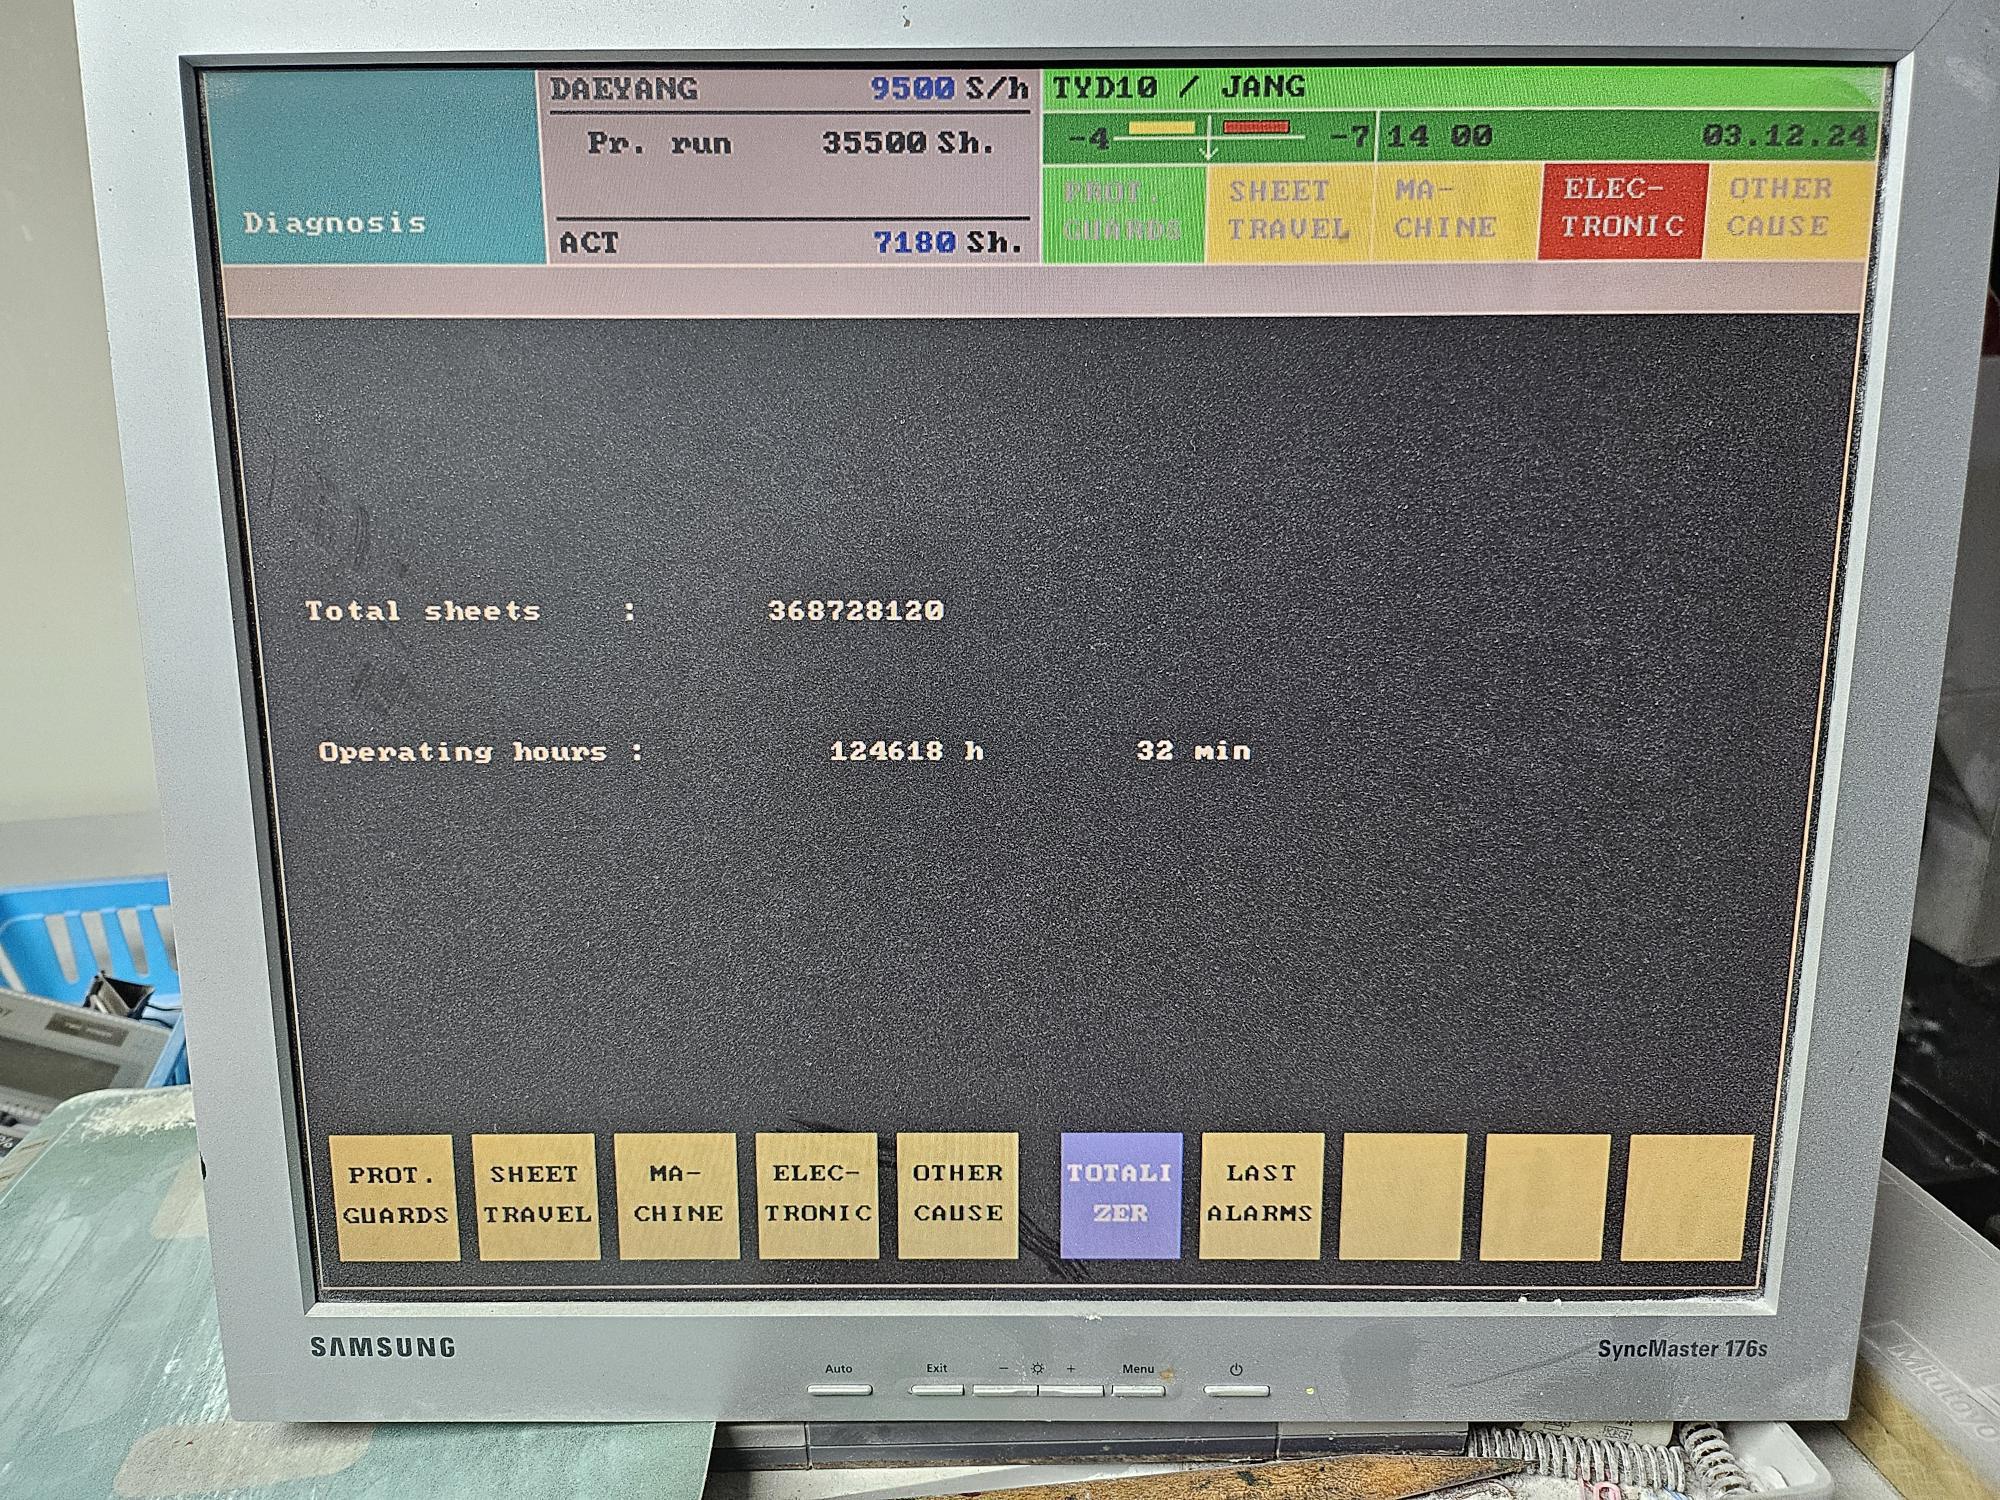 DAEYANG 9500 S/h
Pr. run 35500 Sh.
ACT 7180 Sh.
Diagnosis
TYD10 / JANG
-4 -7 14 00 03.12.24
PROT. GUARDS
SHEET TRAVEL
MA- CHINE
ELEC- TRONIC
OTHER CAUSE
Total sheets : 368728120
Operating hours : 124618 h 32 min
PROT. GUARDS
SHEET TRAVEL
MA- CHINE
ELEC- TRONIC
OTHER CAUSE
TOTALI ZER
LAST ALARMS
SAMSUNG
SyncMaster 176s
Auto
Exit
- +
Menu
Mitutoyo